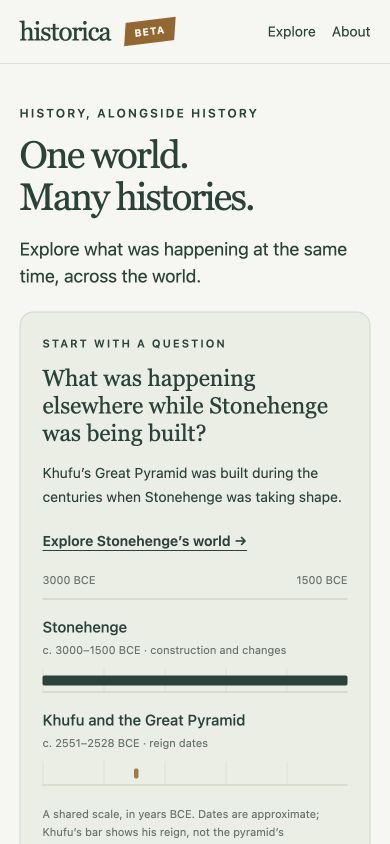 historica BETA Explore About
HISTORY, ALONGSIDE HISTORY
One world.
Many histories.
Explore what was happening at the same
time, across the world.
START WITH A QUESTION
What was happening
elsewhere while Stonehenge
was being built?
Khufu’s Great Pyramid was built during the
centuries when Stonehenge was taking shape.
Explore Stonehenge’s world →
3000 BCE 1500 BCE
Stonehenge
c. 3000–1500 BCE · construction and changes
Khufu and the Great Pyramid
c. 2551–2528 BCE · reign dates
A shared scale, in years BCE. Dates are approximate;
Khufu’s bar shows his reign, not the pyramid’s